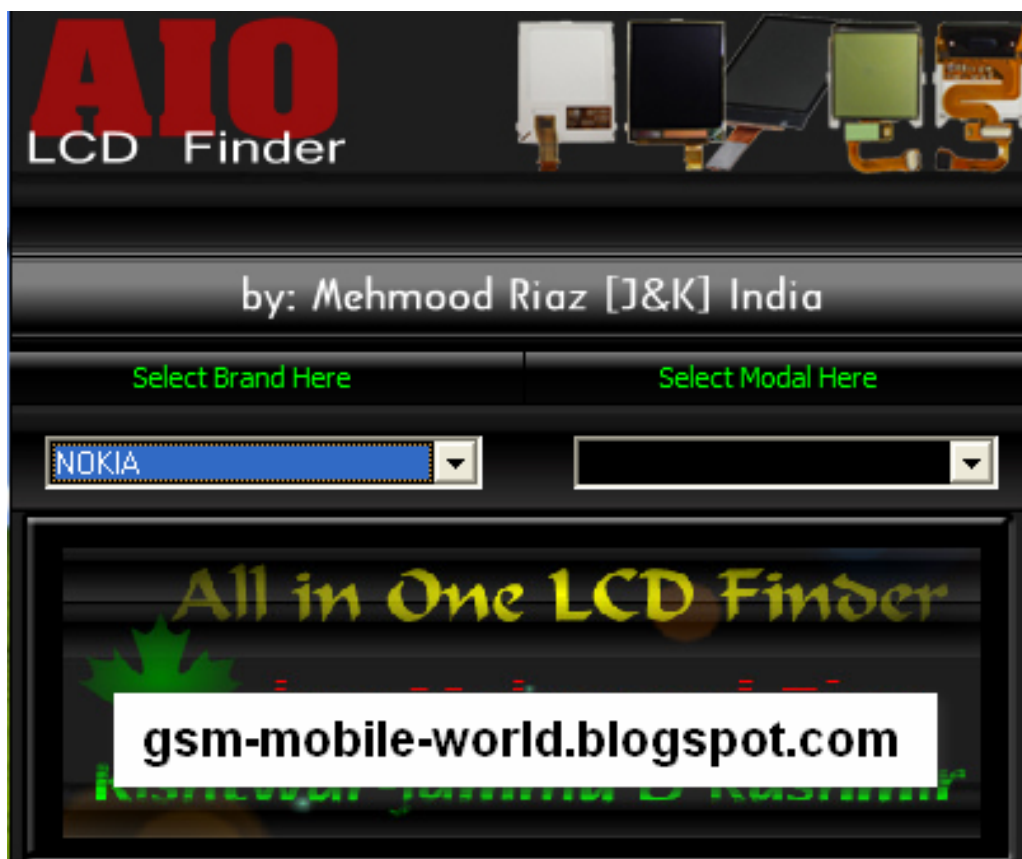 AIO
LCD Finder
by: Mehmood Riaz [J&K] India
Select Brand Here
Select Modal Here
NOKIA
All in One LCD Finder
gsm-mobile-world.blogspot.com